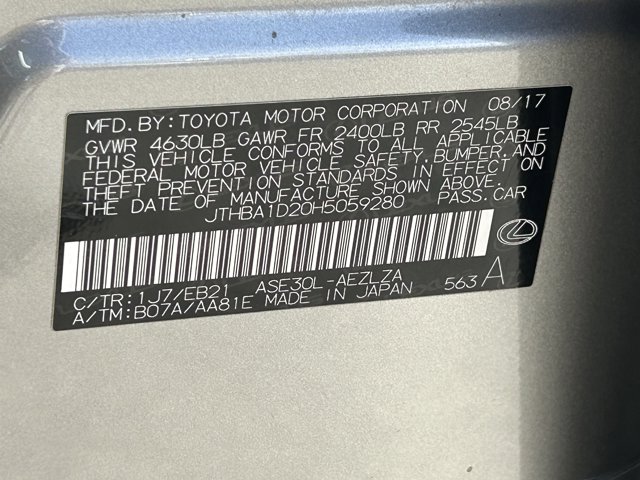 MFD. BY: TOYOTA MOTOR CORPORATION 08/17
GVWR 4630LB GAWR FR 2400LB RR 2545LB
THIS VEHICLE CONFORMS TO ALL APPLICABLE
FEDERAL MOTOR VEHICLE SAFETY, BUMPER, AND
THEFT PREVENTION STANDARDS IN EFFECT ON
THE DATE OF MANUFACTURE SHOWN ABOVE.
JTHBA1D20H5059280 PASS. CAR
C/TR: 1J7/EB21 ASE30L-AEZLZA
A/TM: B07A/AA81E MADE IN JAPAN 563 A